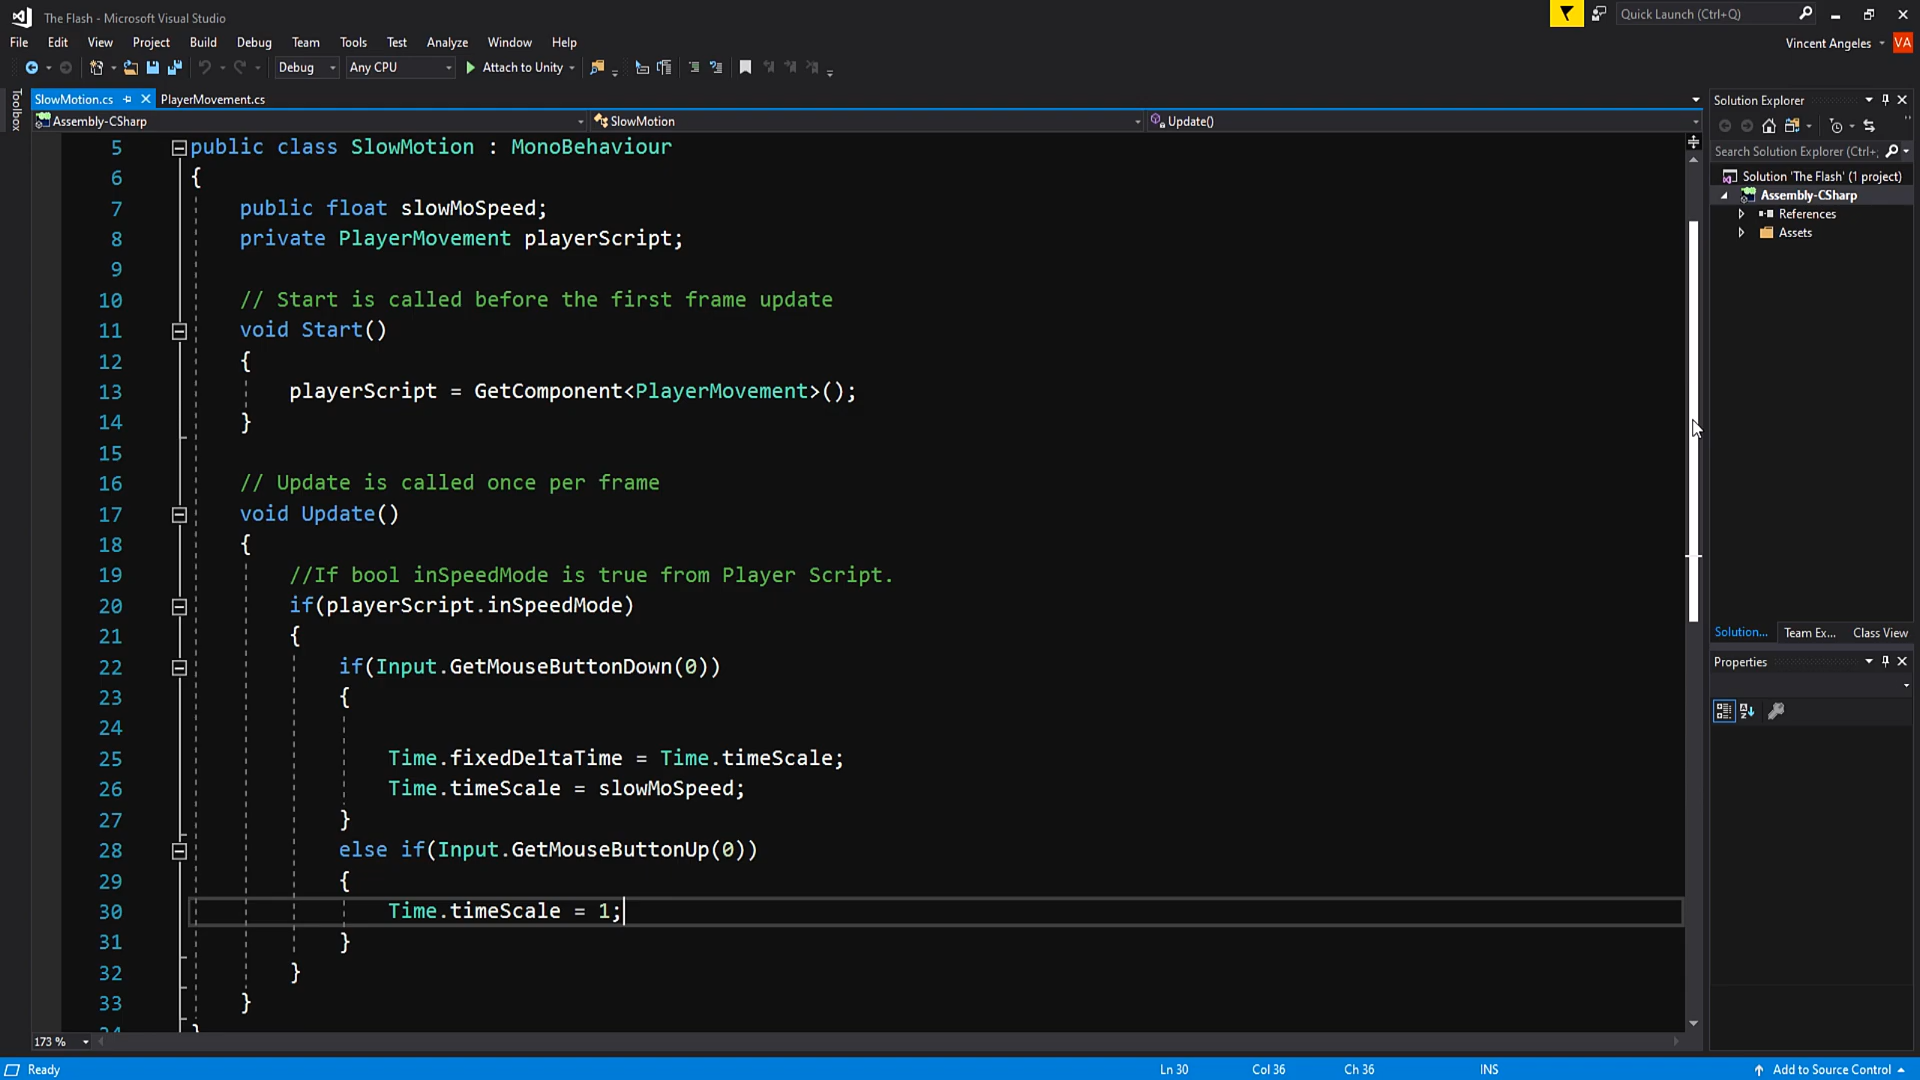 The Flash - Microsoft Visual Studio
Quick Launch (Ctrl+Q)
File Edit View Project Build Debug Team Tools Test Analyze Window Help
Vincent Angeles VA
Debug Any CPU Attach to Unity
Toolbox
SlowMotion.cs PlayerMovement.cs
Assembly-CSharp SlowMotion Update()
5 public class SlowMotion : MonoBehaviour
6 {
7 public float slowMoSpeed;
8 private PlayerMovement playerScript;
9
10 // Start is called before the first frame update
11 void Start()
12 {
13 playerScript = GetComponent<PlayerMovement>();
14 }
15
16 // Update is called once per frame
17 void Update()
18 {
19 //If bool inSpeedMode is true from Player Script.
20 if(playerScript.inSpeedMode)
21 {
22 if(Input.GetMouseButtonDown(0))
23 {
24
25 Time.fixedDeltaTime = Time.timeScale;
26 Time.timeScale = slowMoSpeed;
27 }
28 else if(Input.GetMouseButtonUp(0))
29 {
30 Time.timeScale = 1;
31 }
32 }
33 }
34 }
173 %
Solution Explorer
Search Solution Explorer (Ctrl+;
Solution 'The Flash' (1 project)
Assembly-CSharp
References
Assets
Solution... Team Ex... Class View
Properties
Ready Ln 30 Col 36 Ch 36 INS Add to Source Control